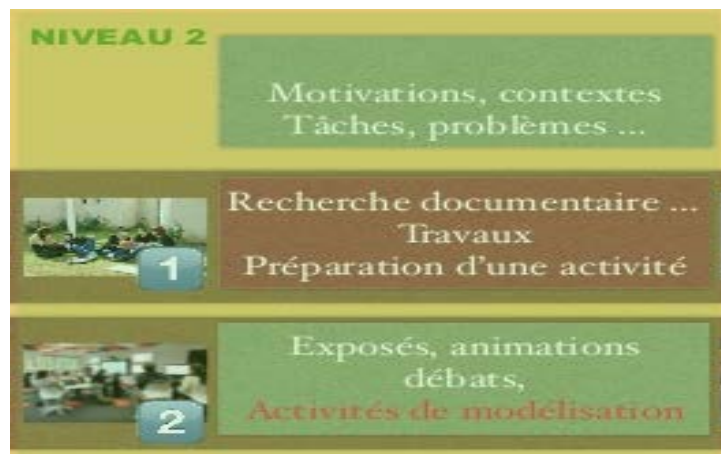 NIVEAU 2
Motivations, contextes
Tâches, problèmes ...
Recherche documentaire ...
Travaux
Préparation d'une activité
1
Exposés, animations
débats,
Activités de modélisation
2